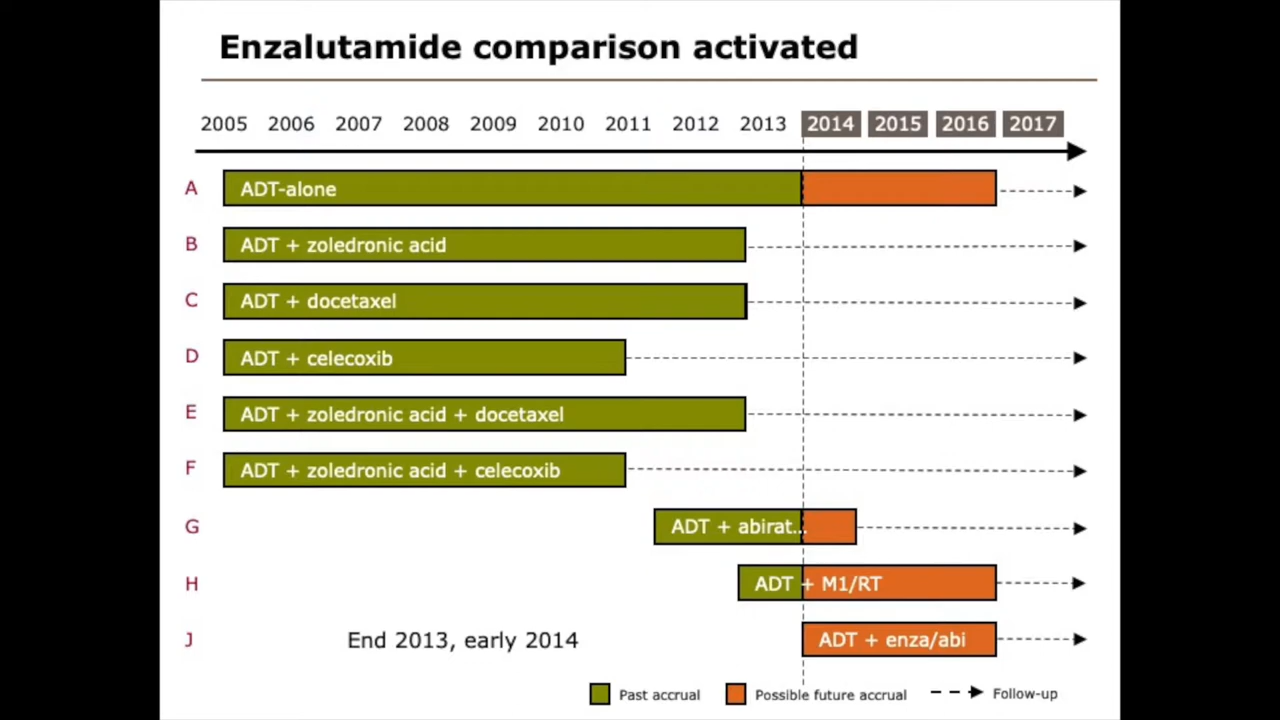 Enzalutamide comparison activated
2005 2006 2007 2008 2009 2010 2011 2012 2013 2014 2015 2016 2017
A ADT-alone
B ADT + zoledronic acid
C ADT + docetaxel
D ADT + celecoxib
E ADT + zoledronic acid + docetaxel
F ADT + zoledronic acid + celecoxib
G ADT + abirat...
H ADT + M1/RT
J End 2013, early 2014 ADT + enza/abi
Past accrual Possible future accrual Follow-up